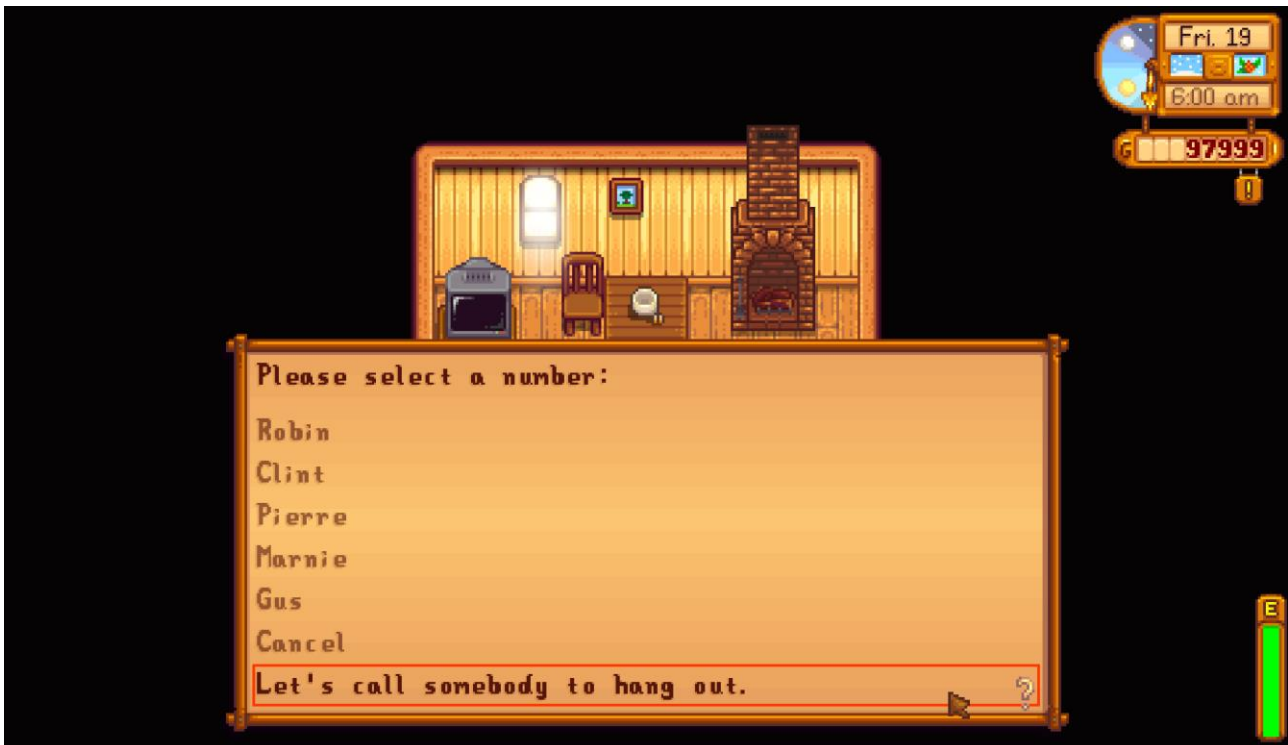 Fri. 19
6:00 am
G 97999
Please select a number:
Robin
Clint
Pierre
Marnie
Gus
Cancel
Let's call somebody to hang out.
?
E